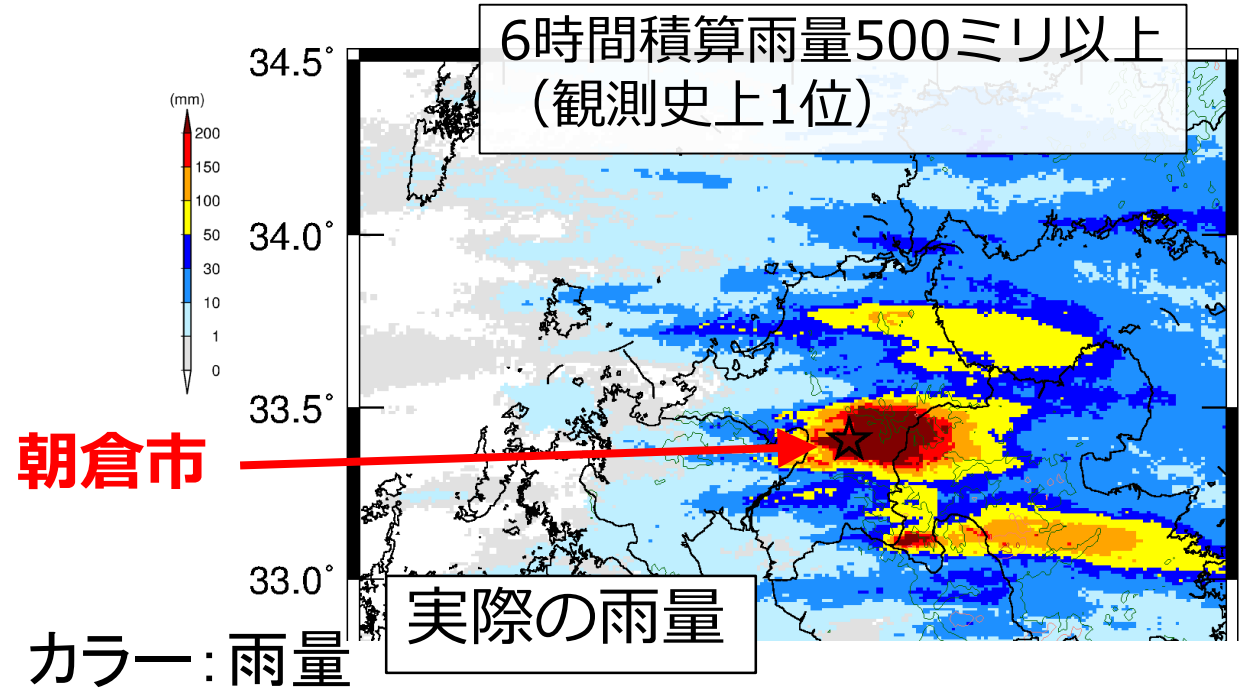 6時間積算雨量500ミリ以上
（観測史上1位）
34.5°
(mm)
200
150
100
50
30
10
1
0
34.0°
33.5°
朝倉市
33.0°
実際の雨量
カラー：雨量